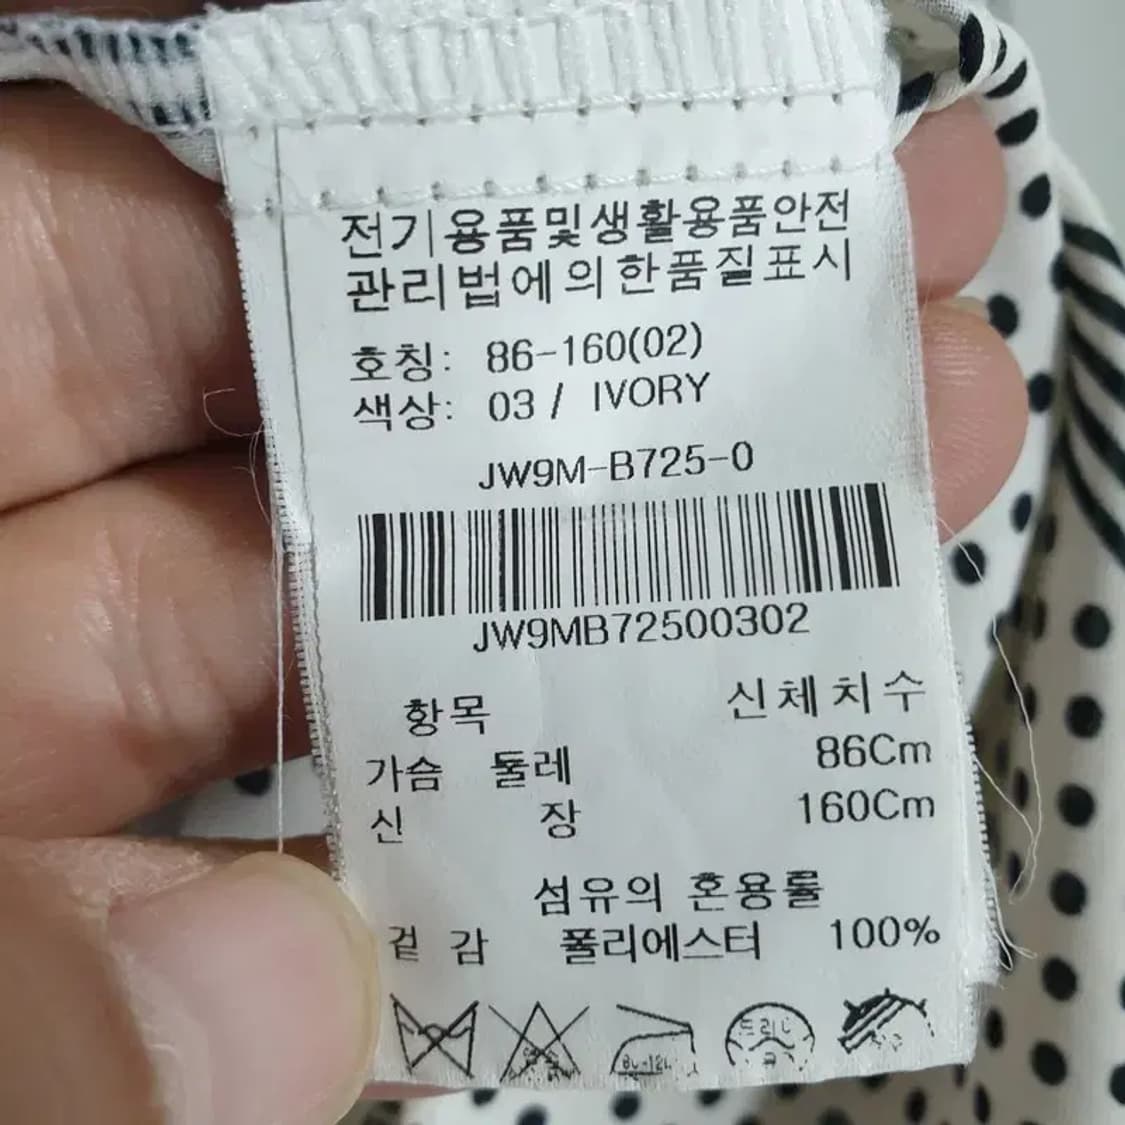 전기용품및생활용품안전
관리법에의한품질표시
호칭: 86-160(02)
색상: 03 / IVORY
JW9M-B725-0
JW9MB72500302
항목 신체치수
가슴 둘레 86Cm
신 장 160Cm
섬유의 혼용률
겉 감 폴리에스터 100%